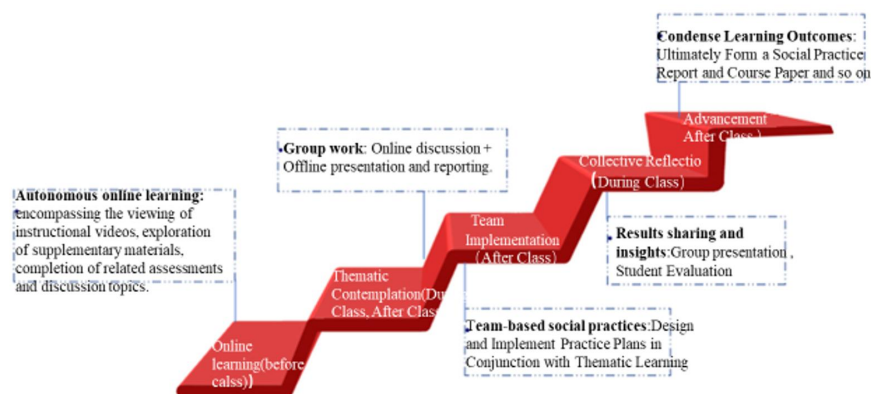 Condense Learning Outcomes:
Ultimately Form a Social Practice
Report and Course Paper and so on
Advancement
After Class )
Group work: Online discussion +
Offline presentation and reporting.
Collective Reflectio
(During Class)
Autonomous online learning:
encompassing the viewing of
instructional videos, exploration
of supplementary materials,
completion of related assessments
and discussion topics.
Team
Implementation
(After Class)
Results sharing and
insights:Group presentation ,
Student Evaluation
Thematic
Contemplation(Du
Class, After Clas
Team-based social practices:Design
and Implement Practice Plans in
Conjunction with Thematic Learning
Online
learning(before
calss))